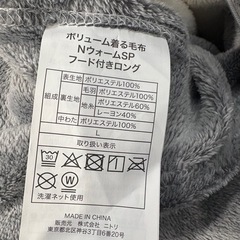 ボリューム着る毛布
NウォームSP
フード付きロング
表生地 ポリエステル100%
組成 裏生地 毛羽 ポリエステル100%
地糸 ポリエステル60%
レーヨン40%
中わた ポリエステル100%
L
取り扱い表示
30
洗濯ネット使用
MADE IN CHINA
販売元 株式会社 ニトリ
東京都北区神谷3丁目6番20号